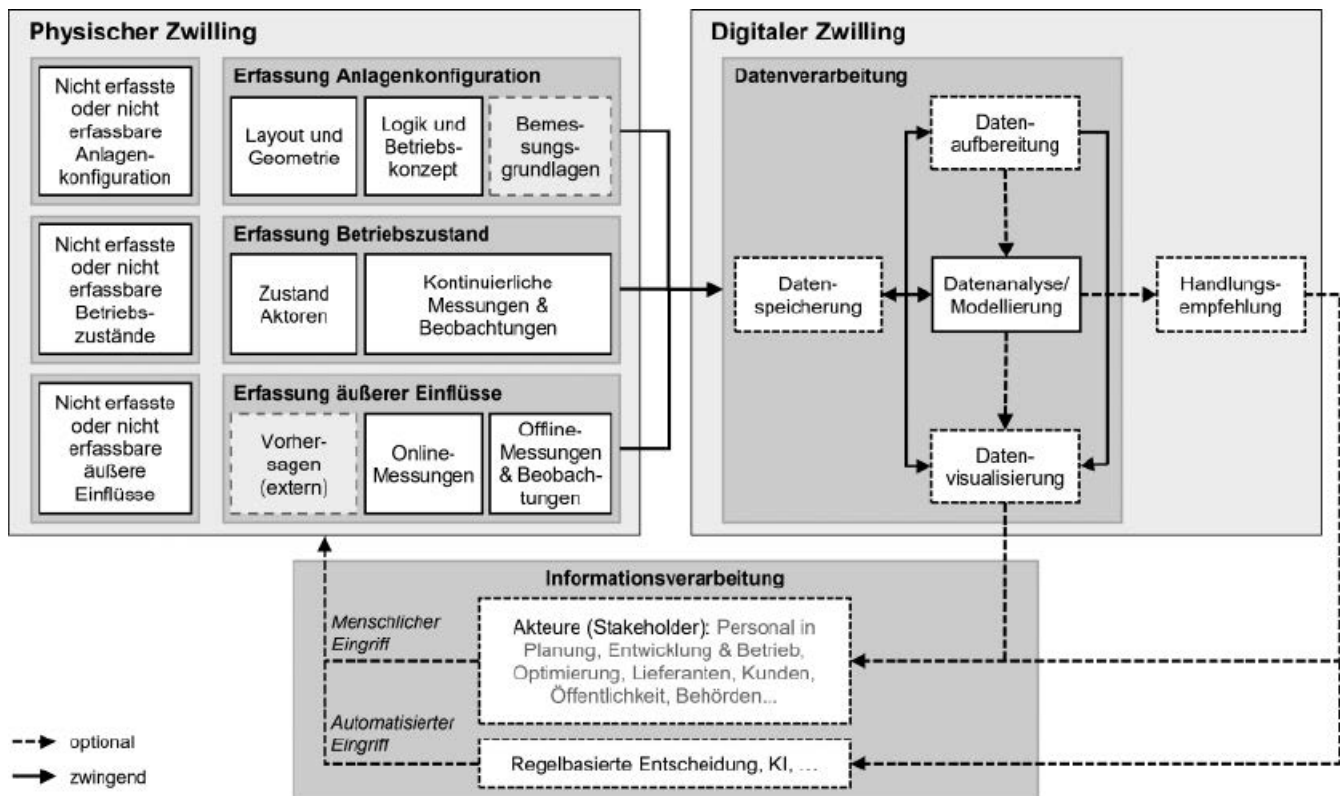 Physischer Zwilling
Nicht erfasste
oder nicht
erfassbare
Anlagen-
konfiguration
Erfassung Anlagenkonfiguration
Layout und
Geometrie
Logik und
Betriebs-
konzept
Bemes-
sungs-
grundlagen
Nicht erfasste
oder nicht
erfassbare
Betriebs-
zustände
Erfassung Betriebszustand
Zustand
Aktoren
Kontinuierliche
Messungen &
Beobachtungen
Nicht erfasste
oder nicht
erfassbare
äußere
Einflüsse
Erfassung äußerer Einflüsse
Vorher-
sagen
(extern)
Online-
Messungen
Offline-
Messungen
& Beobach-
tungen
Digitaler Zwilling
Datenverarbeitung
Daten-
aufbereitung
Daten-
speicherung
Datenanalyse/
Modellierung
Handlungs-
empfehlung
Daten-
visualisierung
Informationsverarbeitung
Menschlicher
Eingriff
Akteure (Stakeholder): Personal in
Planung, Entwicklung & Betrieb,
Optimierung, Lieferanten, Kunden,
Öffentlichkeit, Behörden...
Automatisierter
Eingriff
Regelbasierte Entscheidung, KI, …
optional
zwingend